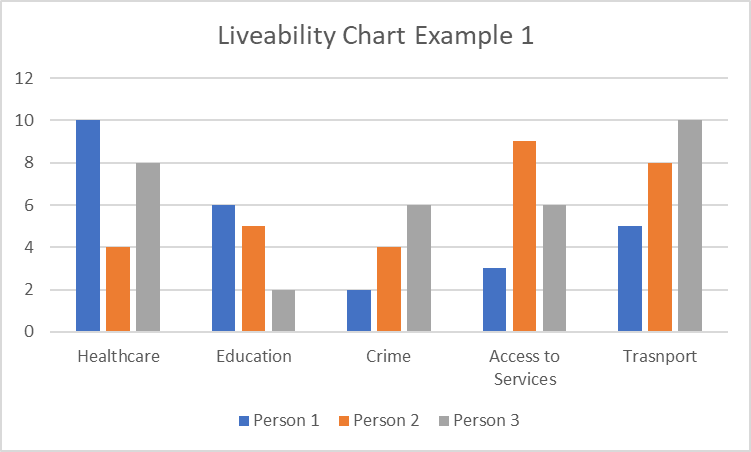 Liveability Chart Example 1
12
10
8
6
4
2
0
Healthcare Education Crime Access to Services Trasnport
Person 1 Person 2 Person 3